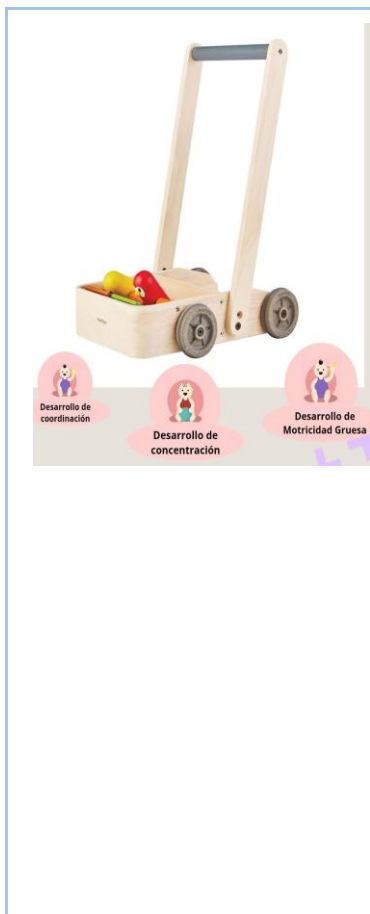 Desarrollo de
coordinación
Desarrollo de
concentración
Desarrollo de
Motricidad Gruesa